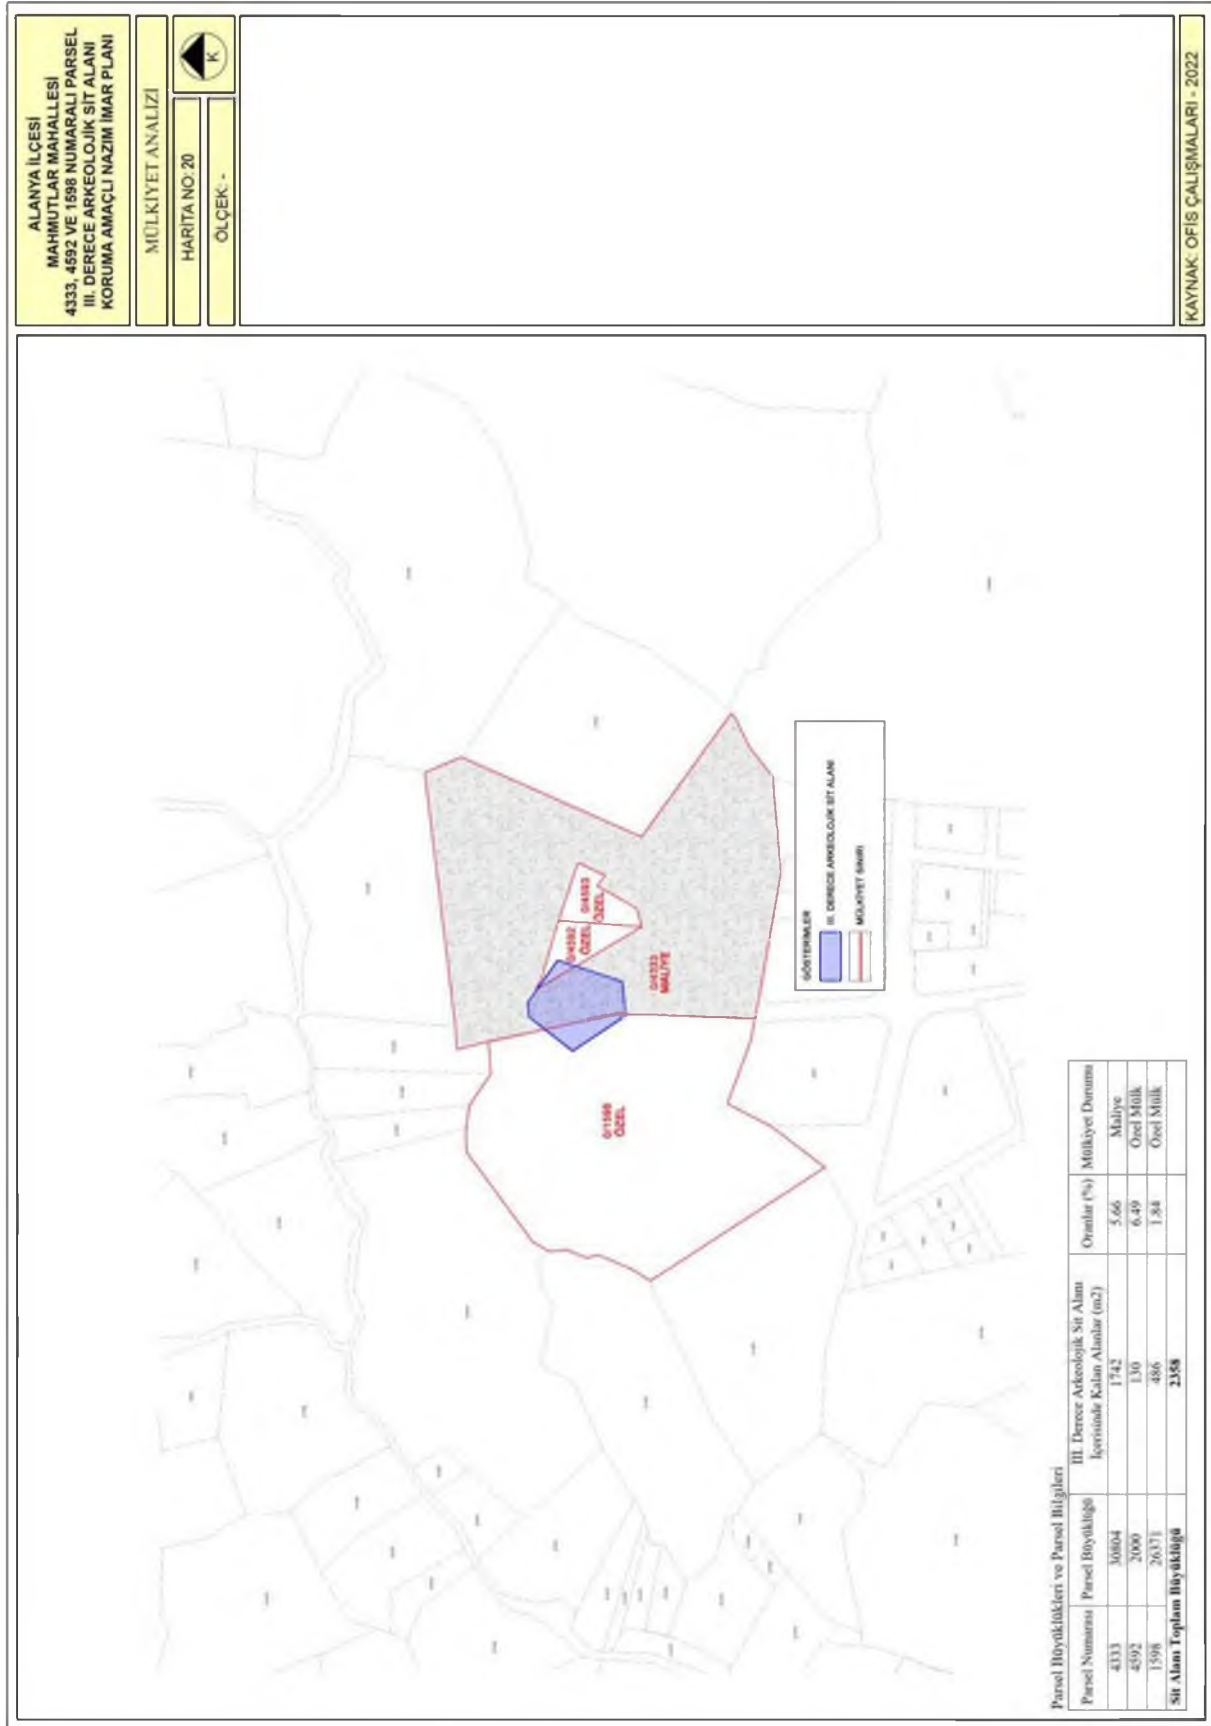 ALANYA İLÇESİ
MAHMUTLAR MAHALLESİ
4333, 4592 VE 1598 NUMARALI PARSEL
III. DERECE ARKEOLOJİK SİT ALANI
KORUMA AMAÇLI NAZIM İMAR PLANI
MÜLKİYET ANALİZİ
HARİTA NO: 20
K
ÖLÇEK: -
KAYNAK: OFİS ÇALIŞMALARI - 2022
0/4593
ÖZEL
0/4592
ÖZEL
0/4333
MALİYE
0/1598
ÖZEL
GÖSTERİMLER
III. DERECE ARKEOLOJİK SİT ALANI
MÜLKİYET SINIRI
Parsel Büyüklükleri ve Parsel Bilgileri
Parsel Numarası Parsel Büyüklüğü III. Derece Arkeolojik Sit Alanı İçerisinde Kalan Alanlar (m2) Oranlar (%) Mülkiyet Durumu
4333 30804 1742 5.66 Maliye
4592 2000 130 6.49 Özel Mülk
1598 26371 486 1.84 Özel Mülk
Sit Alanı Toplam Büyüklüğü 2358